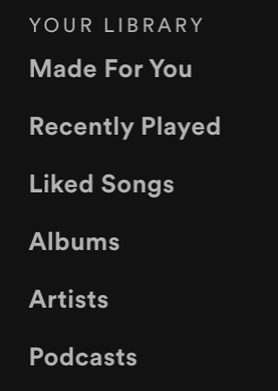 YOUR LIBRARY
Made For You
Recently Played
Liked Songs
Albums
Artists
Podcasts